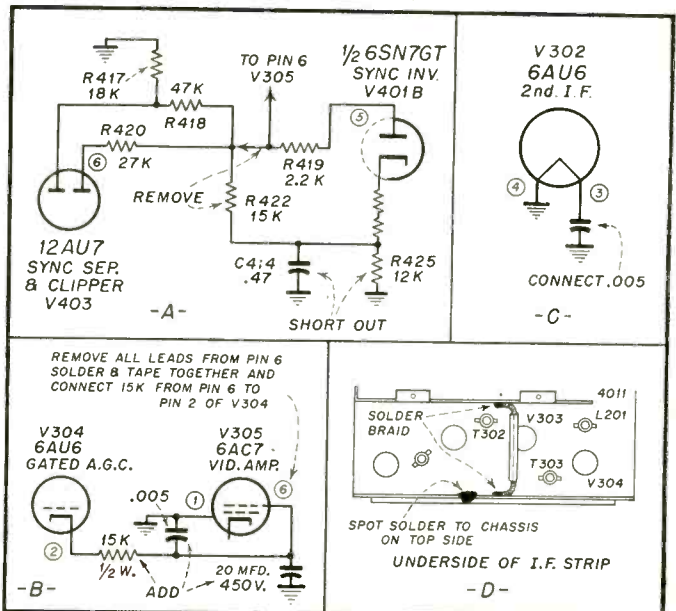 R417
18K
47K
R418
R420
27K
6
12AU7
SYNC SEP.
& CLIPPER
V403
TO PIN 6
V305
½ 6SN7GT
SYNC INV.
V401B
5
R419
2.2 K
REMOVE
R422
15K
C4;4
.47
R425
12K
SHORT OUT
-A-
V302
6AU6
2nd. I.F.
4
3
CONNECT .005
-C-
REMOVE ALL LEADS FROM PIN 6
SOLDER & TAPE TOGETHER AND
CONNECT 15K FROM PIN 6 TO
PIN 2 OF V304
V304
6AU6
GATED A.G.C.
V305
6AC7
VID. AMP.
.005
1
6
2
15K
½ W.
ADD
20 MFD.
450V.
-B-
4011
SOLDER
BRAID
V303
L201
T302
T303
V304
SPOT SOLDER TO CHASSIS
ON TOP SIDE
UNDERSIDE OF I.F. STRIP
-D-